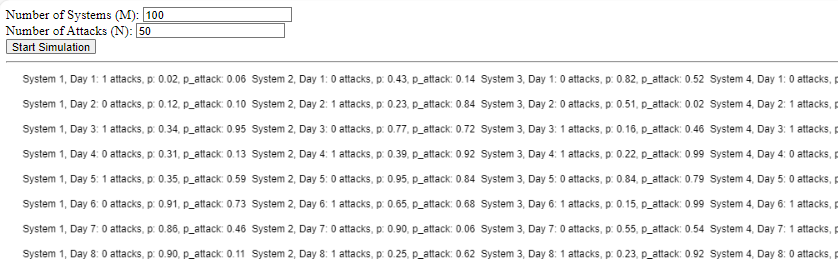 Number of Systems (M): 100
Number of Attacks (N): 50
Start Simulation
System 1, Day 1: 1 attacks, p: 0.02, p_attack: 0.06 System 2, Day 1: 0 attacks, p: 0.43, p_attack: 0.14 System 3, Day 1: 0 attacks, p: 0.82, p_attack: 0.52 System 4, Day 1: 0 attacks, p
System 1, Day 2: 0 attacks, p: 0.12, p_attack: 0.10 System 2, Day 2: 1 attacks, p: 0.23, p_attack: 0.84 System 3, Day 2: 0 attacks, p: 0.51, p_attack: 0.02 System 4, Day 2: 1 attacks, p
System 1, Day 3: 1 attacks, p: 0.34, p_attack: 0.95 System 2, Day 3: 0 attacks, p: 0.77, p_attack: 0.72 System 3, Day 3: 1 attacks, p: 0.16, p_attack: 0.46 System 4, Day 3: 1 attacks, p
System 1, Day 4: 0 attacks, p: 0.31, p_attack: 0.13 System 2, Day 4: 1 attacks, p: 0.39, p_attack: 0.92 System 3, Day 4: 1 attacks, p: 0.22, p_attack: 0.99 System 4, Day 4: 0 attacks, p
System 1, Day 5: 1 attacks, p: 0.35, p_attack: 0.59 System 2, Day 5: 0 attacks, p: 0.95, p_attack: 0.84 System 3, Day 5: 0 attacks, p: 0.84, p_attack: 0.79 System 4, Day 5: 0 attacks, p
System 1, Day 6: 0 attacks, p: 0.91, p_attack: 0.73 System 2, Day 6: 1 attacks, p: 0.65, p_attack: 0.68 System 3, Day 6: 1 attacks, p: 0.15, p_attack: 0.99 System 4, Day 6: 1 attacks, p
System 1, Day 7: 0 attacks, p: 0.86, p_attack: 0.46 System 2, Day 7: 0 attacks, p: 0.90, p_attack: 0.06 System 3, Day 7: 0 attacks, p: 0.55, p_attack: 0.54 System 4, Day 7: 1 attacks, p
System 1, Day 8: 0 attacks, p: 0.90, p_attack: 0.11 System 2, Day 8: 1 attacks, p: 0.25, p_attack: 0.62 System 3, Day 8: 1 attacks, p: 0.23, p_attack: 0.92 System 4, Day 8: 0 attacks, p